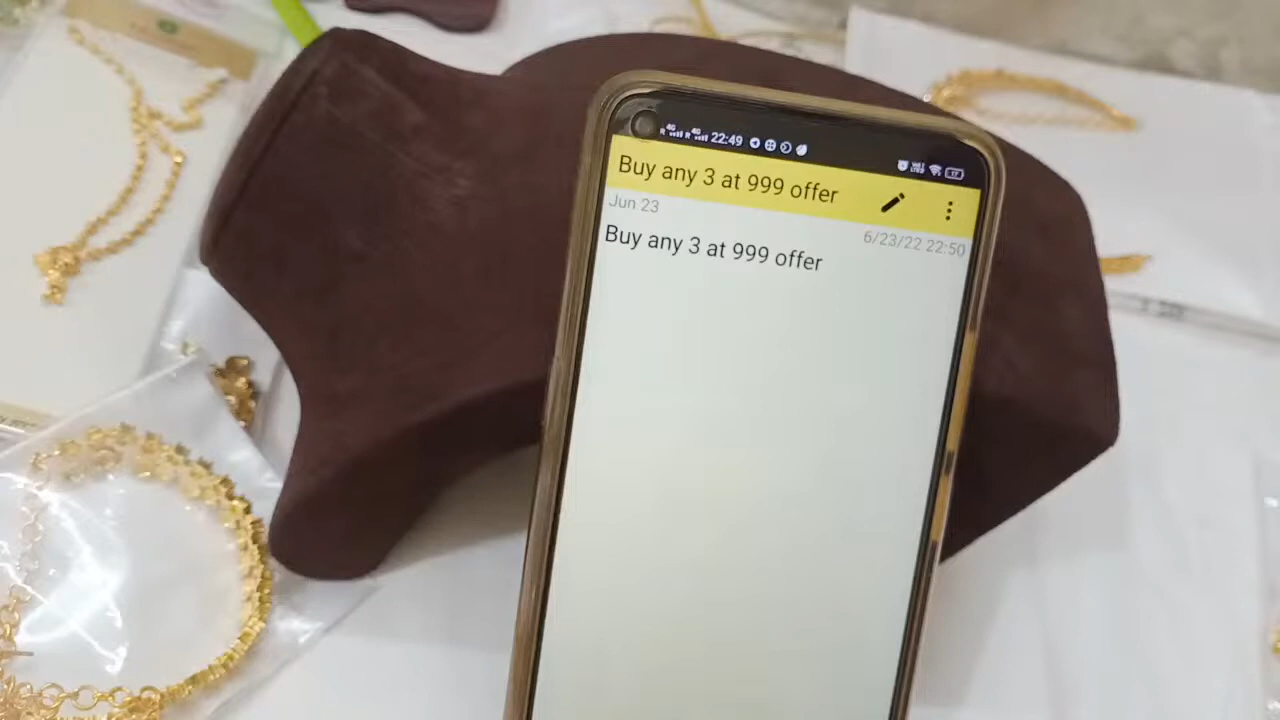 22:49
Buy any 3 at 999 offer
Jun 23
6/23/22 22:50
Buy any 3 at 999 offer